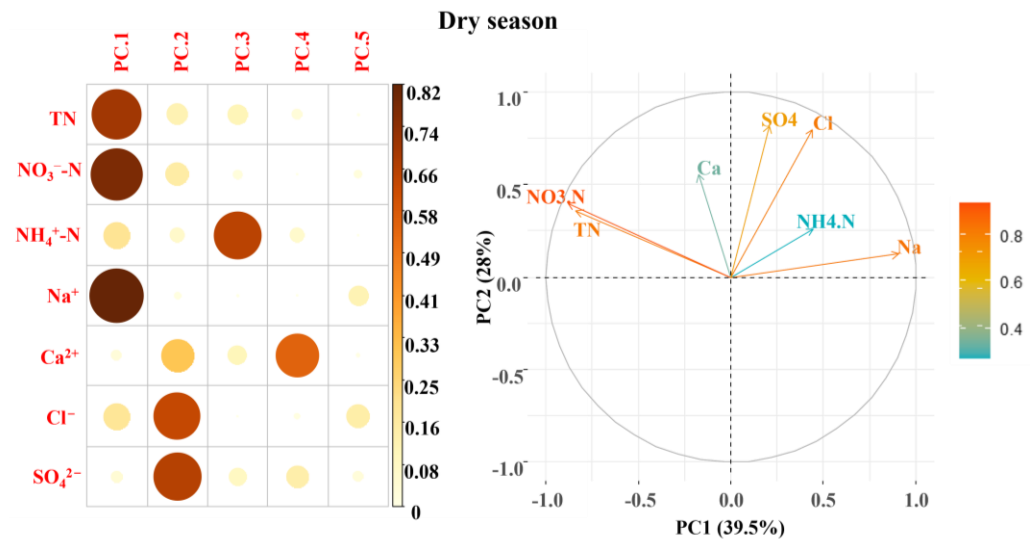 Dry season
PC.1 PC.2 PC.3 PC.4 PC.5
TN
NO₃⁻-N
NH₄⁺-N
Na⁺
Ca²⁺
Cl⁻
SO₄²⁻
0.82
0.74
0.66
0.58
0.49
0.41
0.33
0.25
0.16
0.08
0
PC2 (28%)
1.0
0.5
0.0
-0.5
-1.0
SO4
Cl
Ca
NO3.N
TN
NH4.N
Na
-1.0 -0.5 0.0 0.5 1.0
PC1 (39.5%)
0.8
0.6
0.4